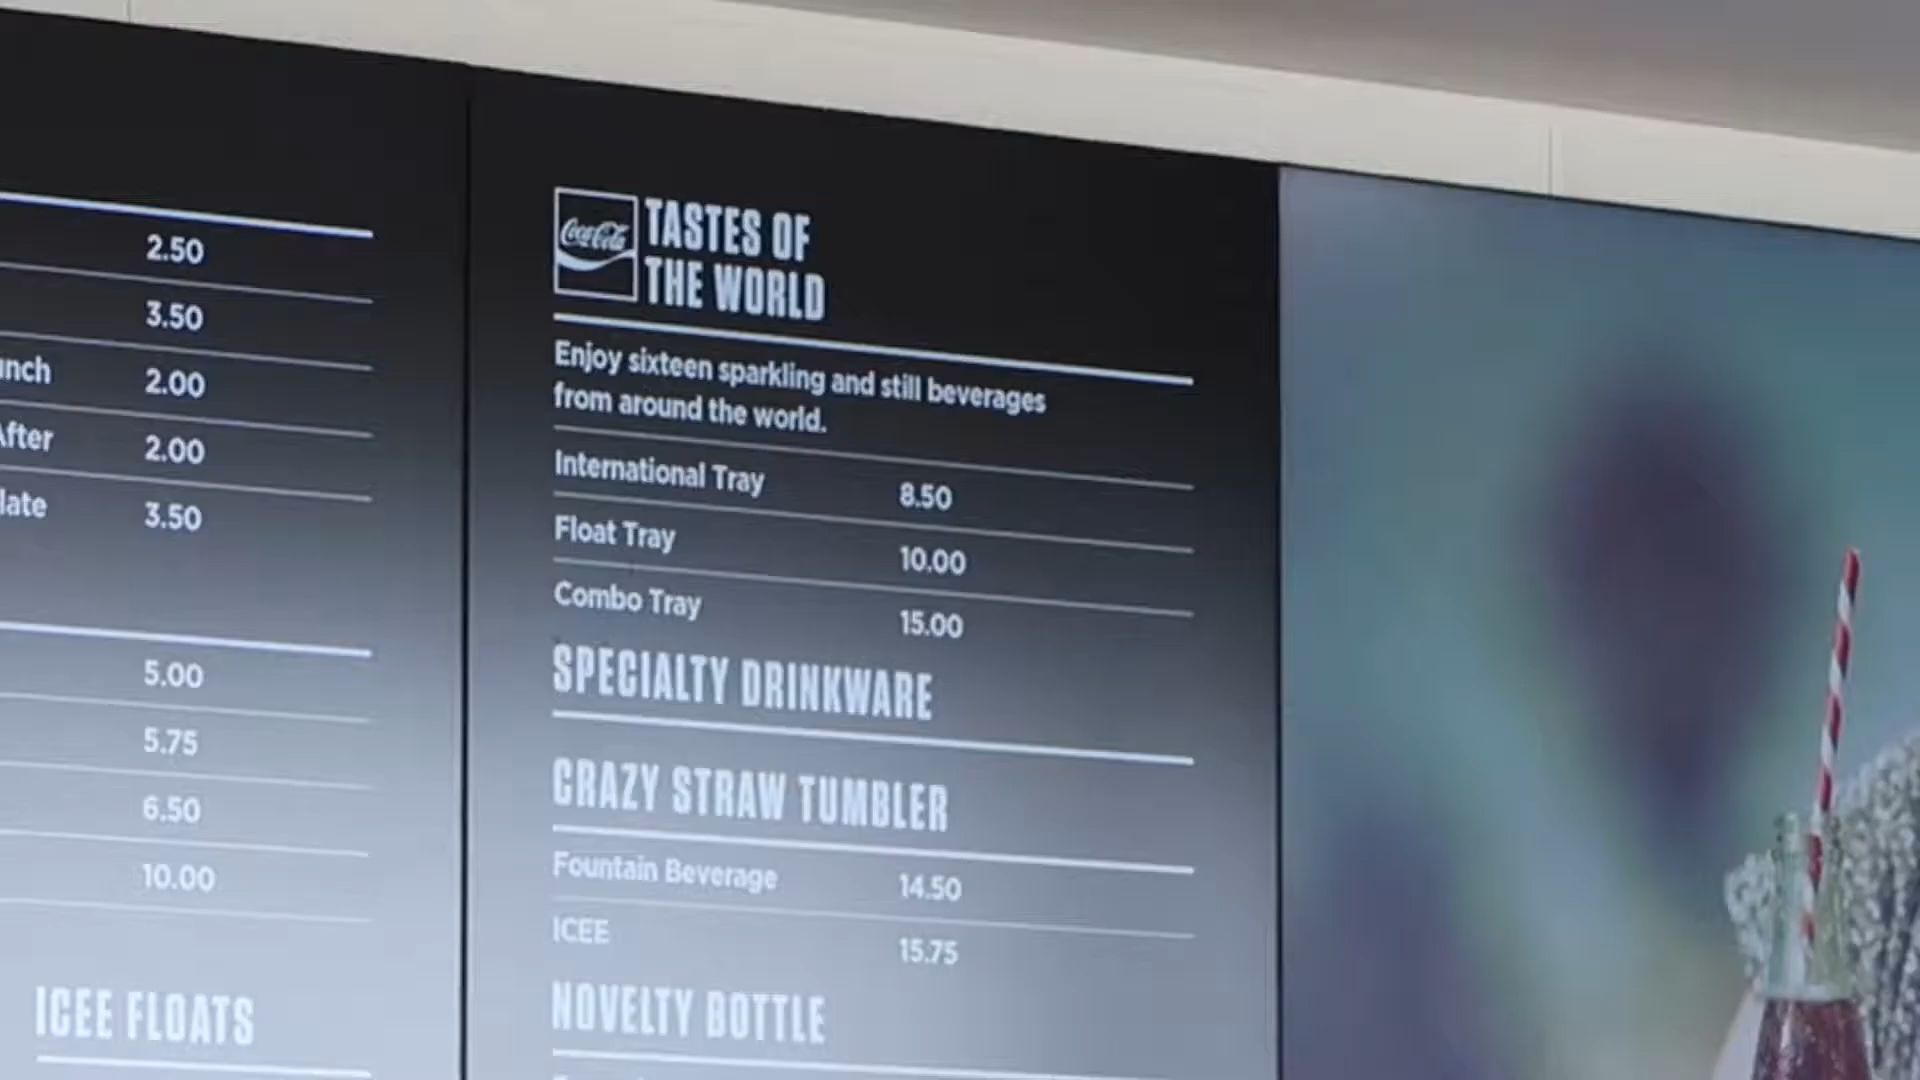 2.50
3.50
2.00
After 2.00
3.50
5.00
5.75
6.50
10.00
ICEE FLOATS
Coca-Cola
TASTES OF
THE WORLD
Enjoy sixteen sparkling and still beverages
from around the world.
International Tray 8.50
Float Tray 10.00
Combo Tray 15.00
SPECIALTY DRINKWARE
CRAZY STRAW TUMBLER
Fountain Beverage 14.50
ICEE 15.75
NOVELTY BOTTLE